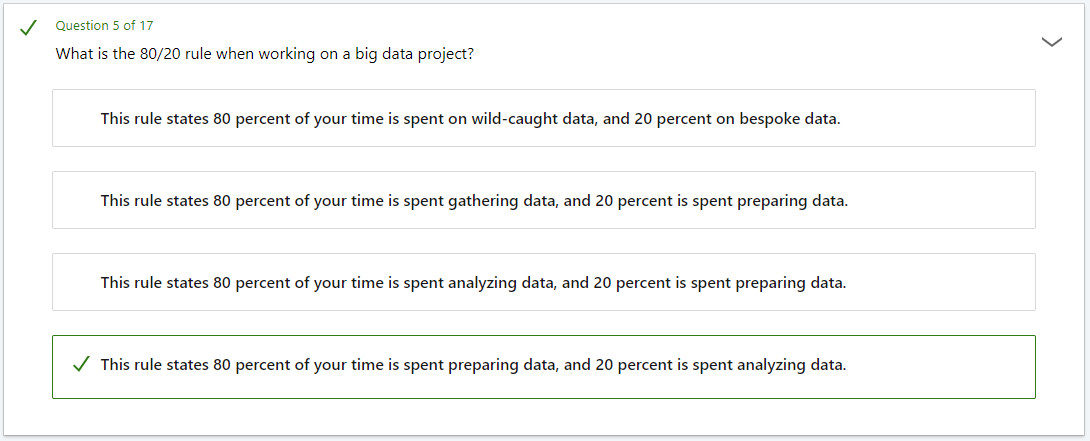 Question 5 of 17
What is the 80/20 rule when working on a big data project?
This rule states 80 percent of your time is spent on wild-caught data, and 20 percent on bespoke data.
This rule states 80 percent of your time is spent gathering data, and 20 percent is spent preparing data.
This rule states 80 percent of your time is spent analyzing data, and 20 percent is spent preparing data.
This rule states 80 percent of your time is spent preparing data, and 20 percent is spent analyzing data.